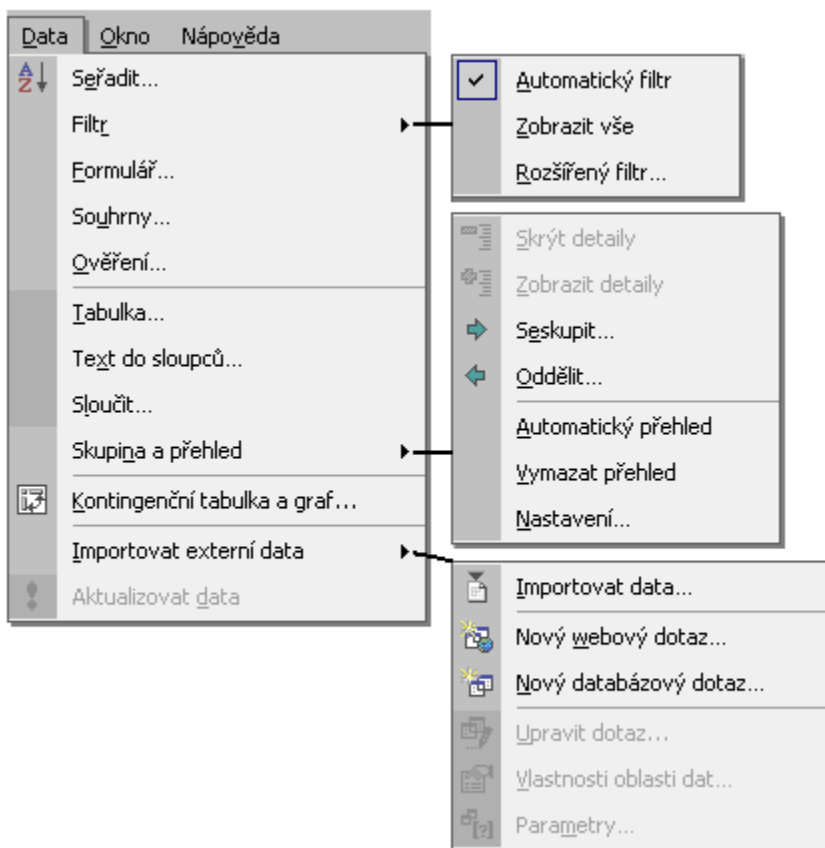 Data Okno Nápověda
Seřadit...
Filtr
Formulář...
Souhrny...
Ověření...
Tabulka...
Text do sloupců...
Sloučit...
Skupina a přehled
Kontingenční tabulka a graf...
Importovat externí data
Aktualizovat data
Automatický filtr
Zobrazit vše
Rozšířený filtr...
Skrýt detaily
Zobrazit detaily
Seskupit...
Oddělit...
Automatický přehled
Vymazat přehled
Nastavení...
Importovat data...
Nový webový dotaz...
Nový databázový dotaz...
Upravit dotaz...
Vlastnosti oblasti dat...
Parametry...